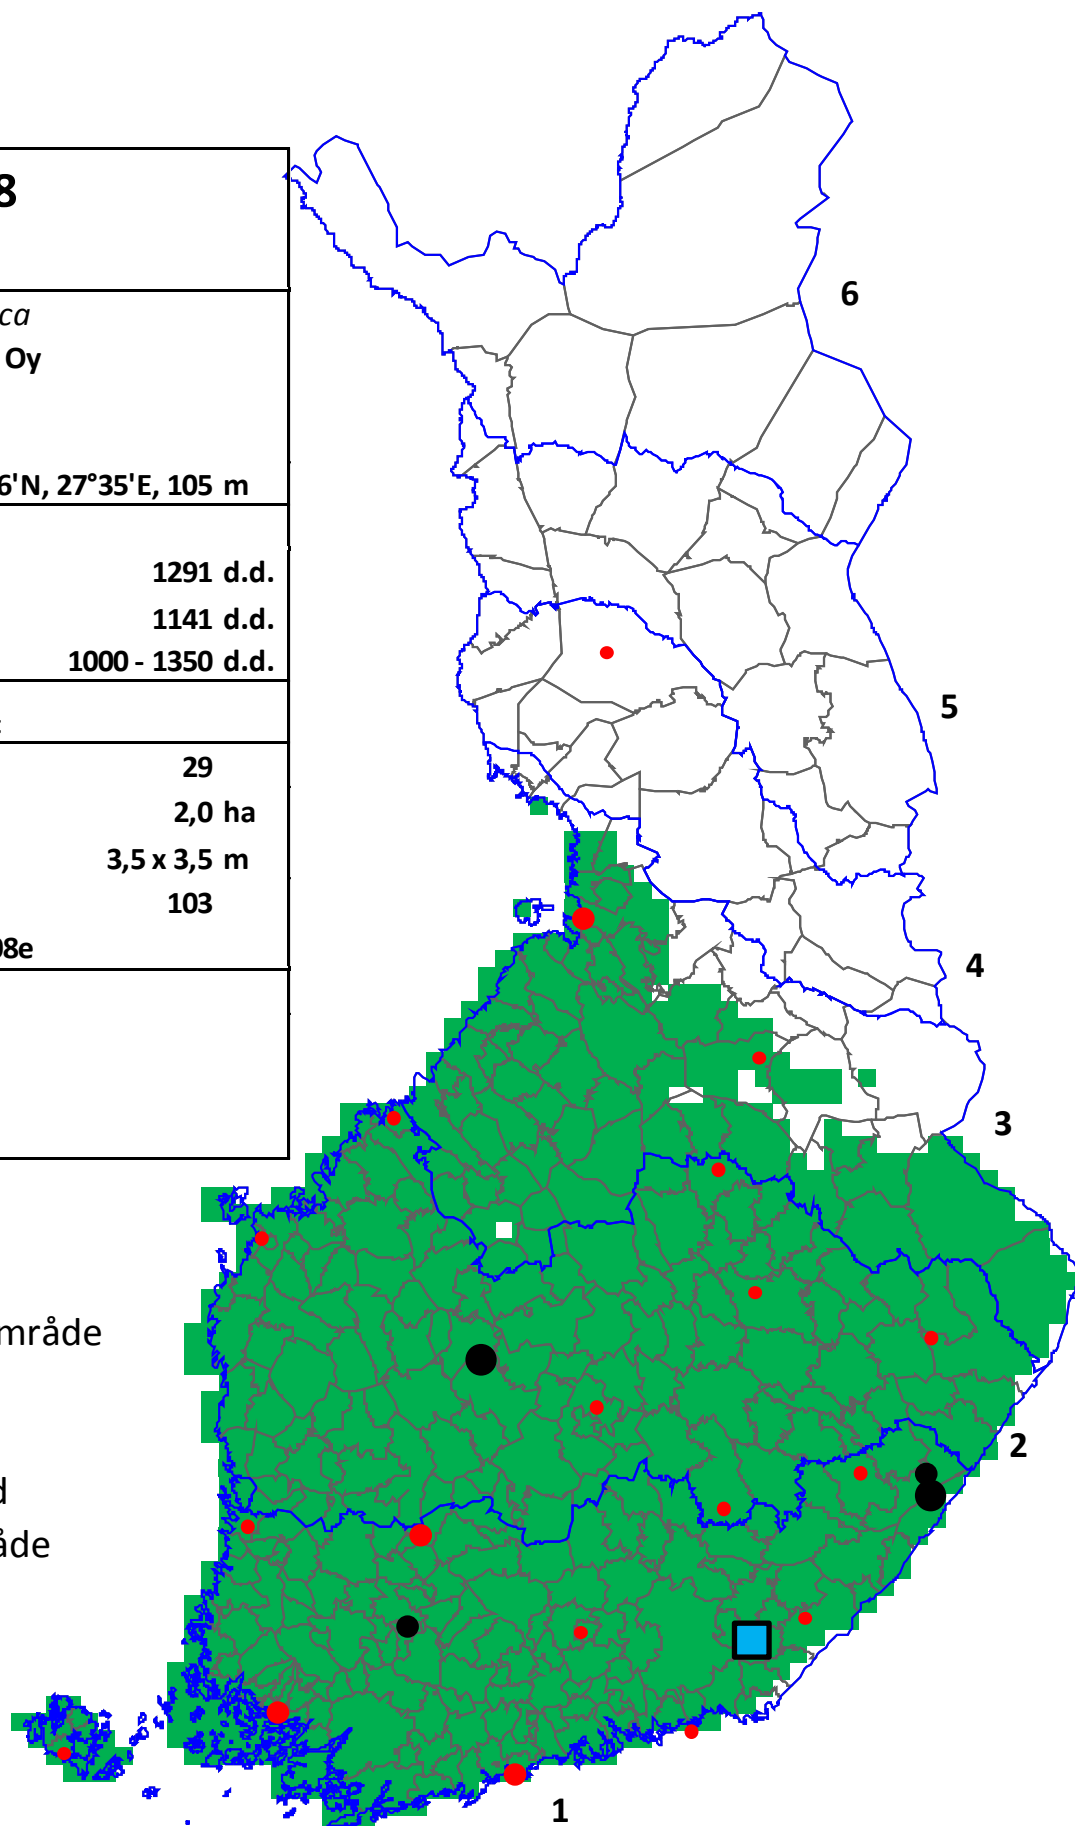 8
ca
Oy
6'N, 27°35'E, 105 m
1291 d.d.
1141 d.d.
1000 - 1350 d.d.
29
2,0 ha
3,5 x 3,5 m
103
08e
mråde
d
åde
6
5
4
3
2
1